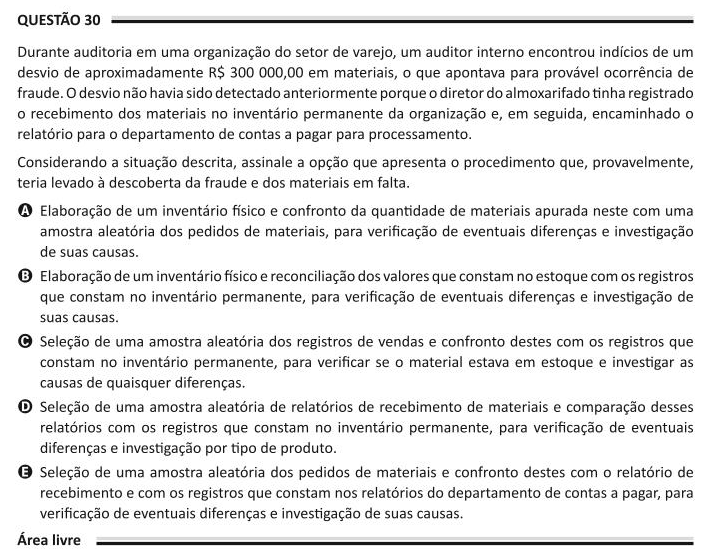 QUESTÃO 30
Durante auditoria em uma organização do setor de varejo, um auditor interno encontrou indícios de um
desvio de aproximadamente R$ 300 000,00 em materiais, o que apontava para provável ocorrência de
fraude. O desvio não havia sido detectado anteriormente porque o diretor do almoxarifado tinha registrado
o recebimento dos materiais no inventário permanente da organização e, em seguida, encaminhado o
relatório para o departamento de contas a pagar para processamento.
Considerando a situação descrita, assinale a opção que apresenta o procedimento que, provavelmente,
teria levado à descoberta da fraude e dos materiais em falta.
A Elaboração de um inventário físico e confronto da quantidade de materiais apurada neste com uma
amostra aleatória dos pedidos de materiais, para verificação de eventuais diferenças e investigação
de suas causas.
B Elaboração de um inventário físico e reconciliação dos valores que constam no estoque com os registros
que constam no inventário permanente, para verificação de eventuais diferenças e investigação de
suas causas.
C Seleção de uma amostra aleatória dos registros de vendas e confronto destes com os registros que
constam no inventário permanente, para verificar se o material estava em estoque e investigar as
causas de quaisquer diferenças.
D Seleção de uma amostra aleatória de relatórios de recebimento de materiais e comparação desses
relatórios com os registros que constam no inventário permanente, para verificação de eventuais
diferenças e investigação por tipo de produto.
E Seleção de uma amostra aleatória dos pedidos de materiais e confronto destes com o relatório de
recebimento e com os registros que constam nos relatórios do departamento de contas a pagar, para
verificação de eventuais diferenças e investigação de suas causas.
Área livre